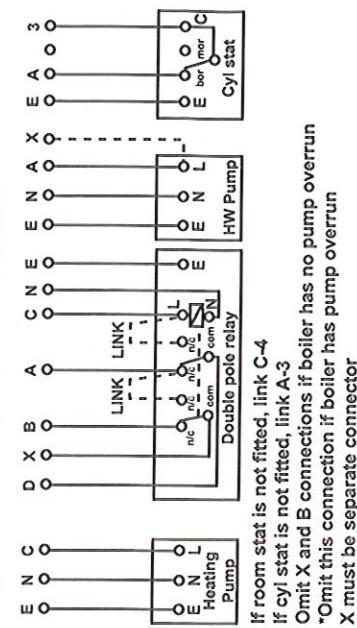 E N C D X B A C N E E N A X E A 3
LINK LINK
n/c n/c n/c n/c L
com com N
E N L
Heating
Pump
Double pole relay
E
E N L
HW Pump
E bor mor C
Cyl stat
If room stat is not fitted, link C-4
If cyl stat is not fitted, link A-3
Omit X and B connections if boiler has no pump overrun
*Omit this connection if boiler has pump overrun
X must be separate connector